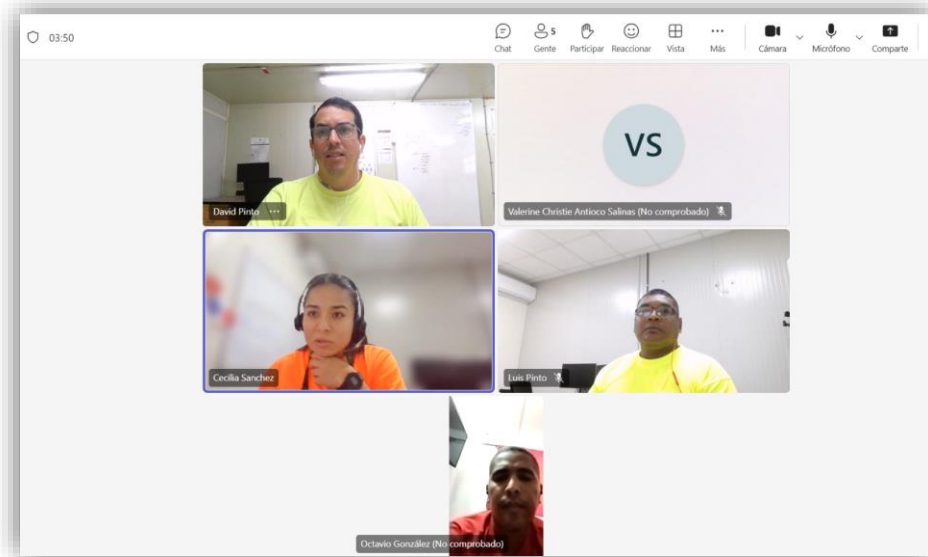 03:50
5
Chat Gente Participar Reaccionar Vista Más Cámara Micrófono Comparte
VS
David Pinto ···
Valerine Christie Antioco Salinas (No comprobado)
Cecilia Sanchez
Luis Pinto
Octavio González (No comprobado)